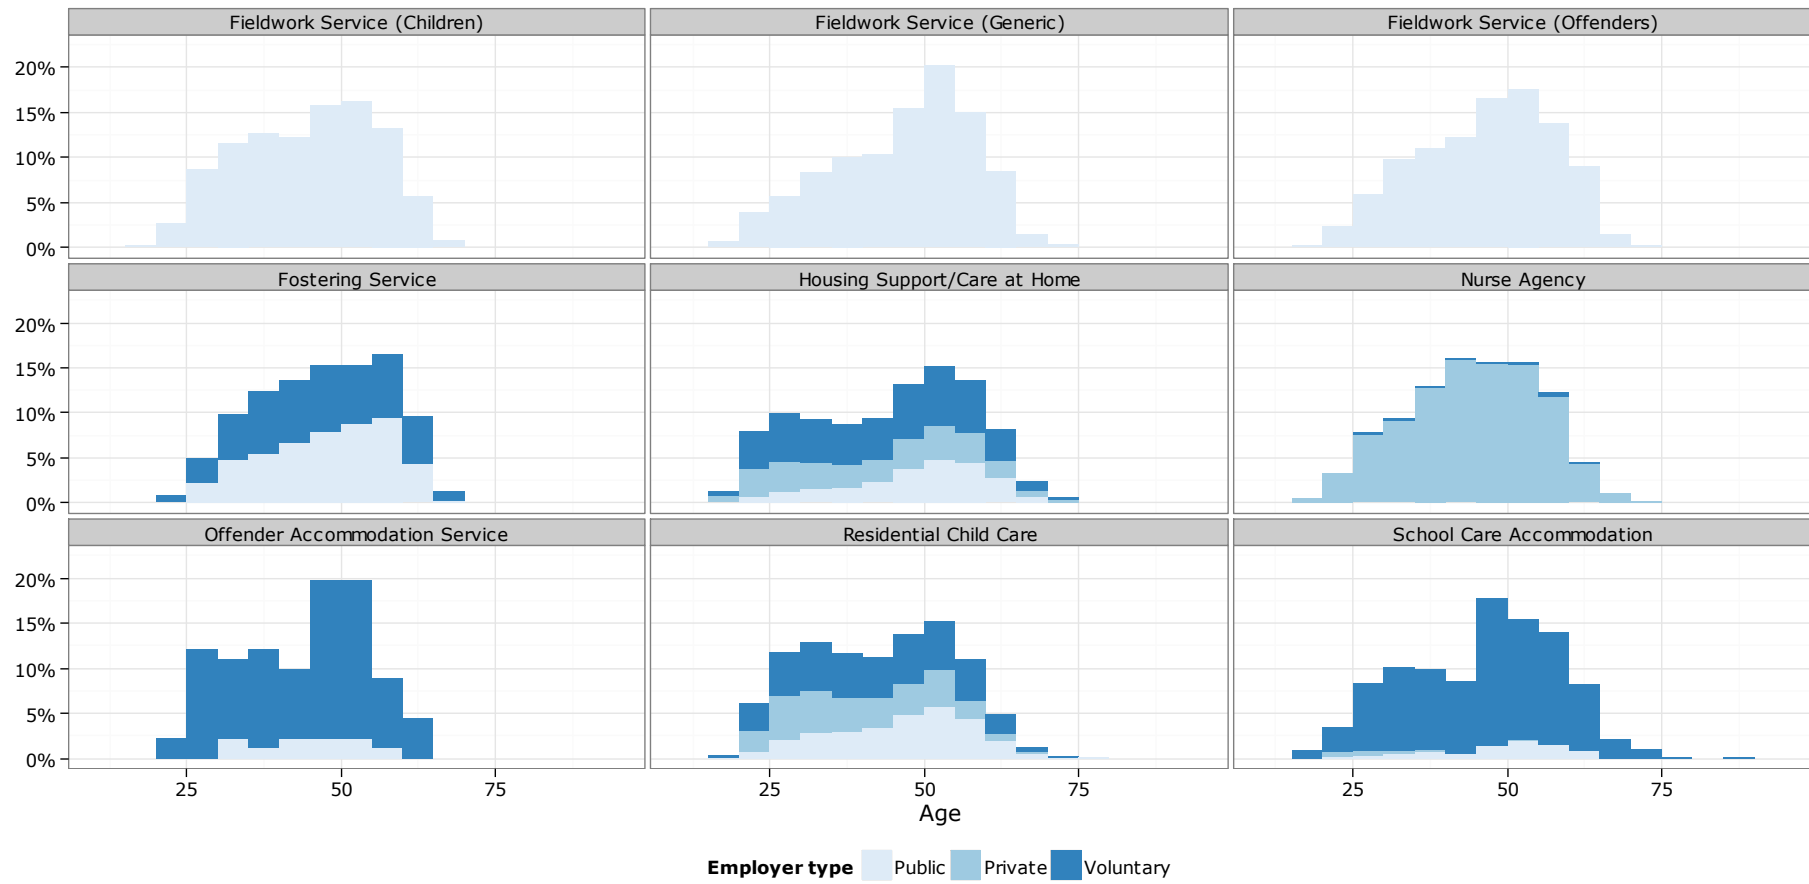 Fieldwork Service (Children) Fieldwork Service (Generic) Fieldwork Service (Offenders)
20%
15%
10%
5%
0%
Fostering Service Housing Support/Care at Home Nurse Agency
20%
15%
10%
5%
0%
Offender Accommodation Service Residential Child Care School Care Accommodation
20%
15%
10%
5%
0%
25 50 75 25 50 75 25 50 75
Age
Employer type Public Private Voluntary